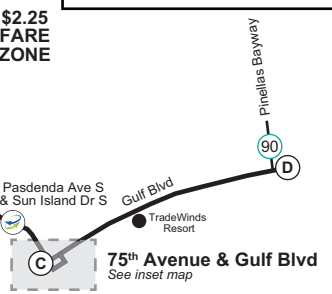 $2.25
FARE
ZONE
Pinellas Bayway
90
D
Pasdenda Ave S
& Sun Island Dr S
Gulf Blvd
TradeWinds
Resort
C
75th Avenue & Gulf Blvd
See inset map